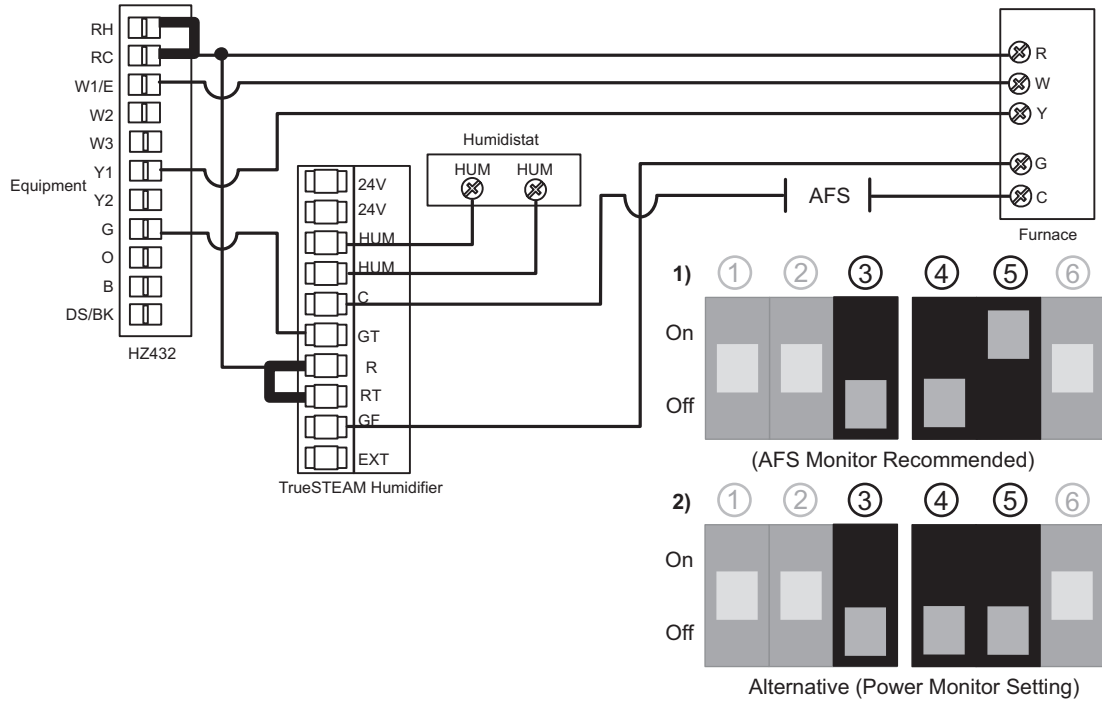 RH
RC
W1/E
W2
W3
Equipment
Y1
Y2
G
O
B
DS/BK
HZ432
24V
24V
HUM
HUM
C
GT
R
RT
GF
EXT
TrueSTEAM Humidifier
Humidistat
HUM HUM
AFS
R
W
Y
G
C
Furnace
1) 1 2 3 4 5 6
On
Off
(AFS Monitor Recommended)
2) 1 2 3 4 5 6
On
Off
Alternative (Power Monitor Setting)